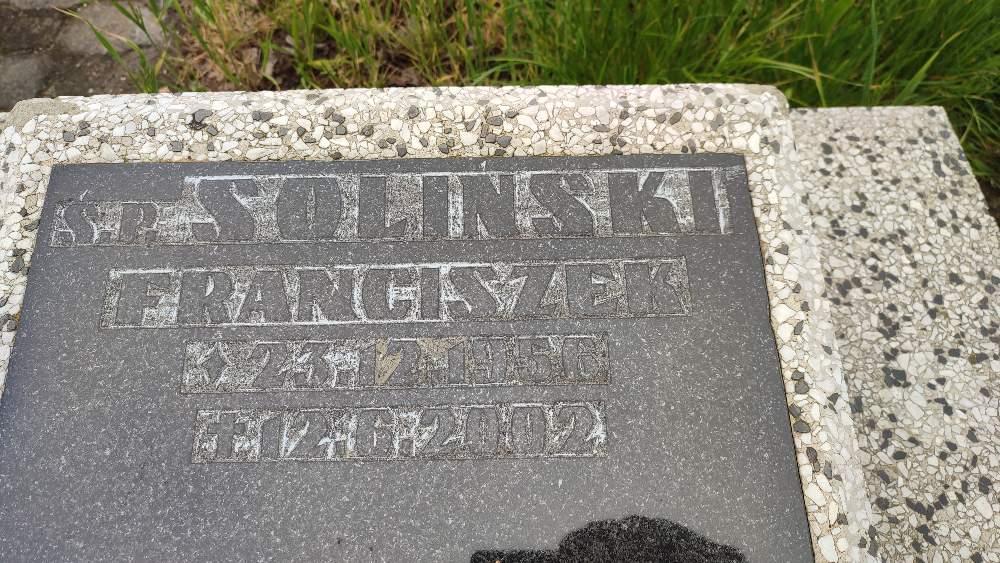 Ś.P. SOLIŃSKI
FRANCISZEK
* 23.12.1956
† 12.6.2002